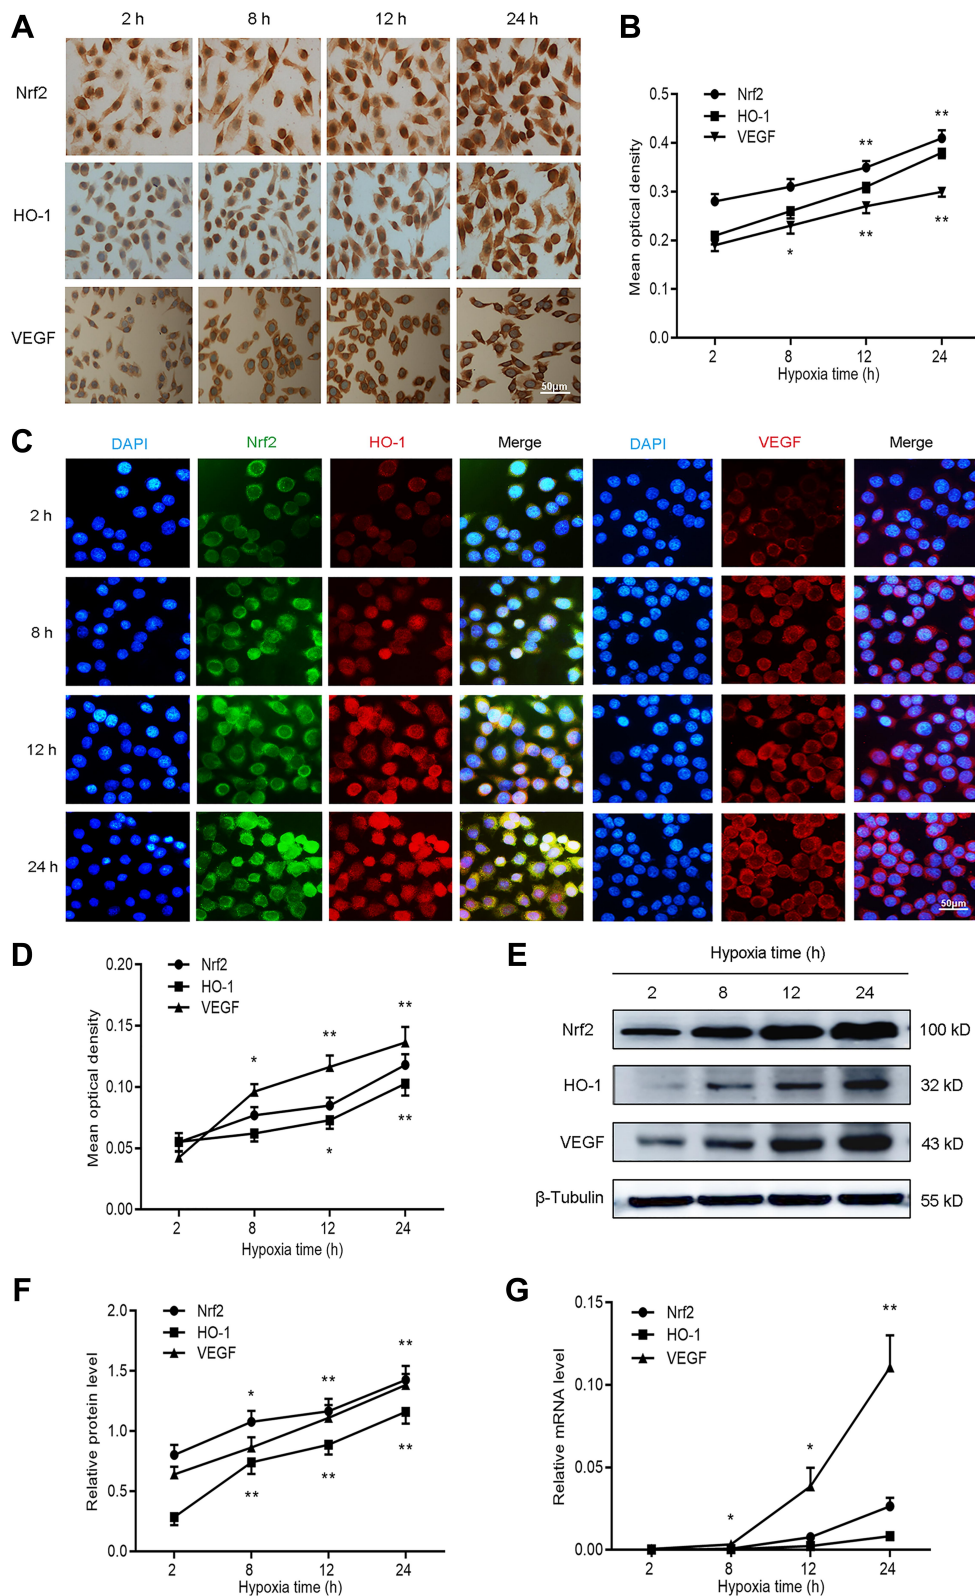 A
2 h 8 h 12 h 24 h
Nrf2
HO-1
VEGF
50μm
B
Nrf2
HO-1
VEGF
Mean optical density
0.5
0.4
0.3
0.2
0.1
0.0
** **
* ** **
2 8 12 24
Hypoxia time (h)
C
DAPI Nrf2 HO-1 Merge DAPI VEGF Merge
2 h
8 h
12 h
24 h
50μm
D
Nrf2
HO-1
VEGF
Mean optical density
0.20
0.15
0.10
0.05
0.00
* ** **
* **
2 8 12 24
Hypoxia time (h)
E
Hypoxia time (h)
2 8 12 24
Nrf2 100 kD
HO-1 32 kD
VEGF 43 kD
β-Tubulin 55 kD
F
Nrf2
HO-1
VEGF
Relative protein level
2.0
1.5
1.0
0.5
0.0
* ** **
** ** **
2 8 12 24
Hypoxia time (h)
G
Nrf2
HO-1
VEGF
Relative mRNA level
0.15
0.10
0.05
0.00
* * **
2 8 12 24
Hypoxia time (h)